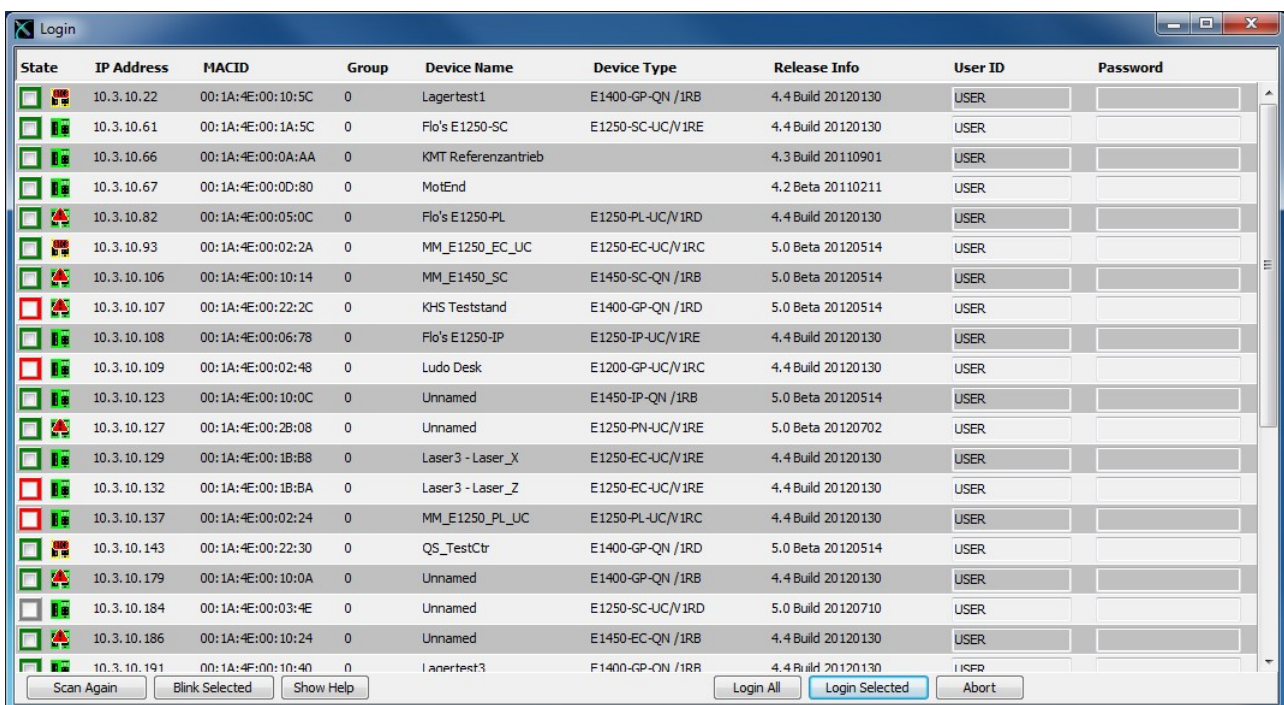 Login
State IP Address MACID Group Device Name Device Type Release Info User ID Password
10.3.10.22 00:1A:4E:00:10:5C 0 Lagertest1 E1400-GP-QN /1RB 4.4 Build 20120130 USER
10.3.10.61 00:1A:4E:00:1A:5C 0 Flo's E1250-SC E1250-SC-UC/V1RE 4.4 Build 20120130 USER
10.3.10.66 00:1A:4E:00:0A:AA 0 KMT Referenzantrieb 4.3 Build 20110901 USER
10.3.10.67 00:1A:4E:00:0D:80 0 MotEnd 4.2 Beta 20110211 USER
10.3.10.82 00:1A:4E:00:05:0C 0 Flo's E1250-PL E1250-PL-UC/V1RD 4.4 Build 20120130 USER
10.3.10.93 00:1A:4E:00:02:2A 0 MM_E1250_EC_UC E1250-EC-UC/V1RC 5.0 Beta 20120514 USER
10.3.10.106 00:1A:4E:00:10:14 0 MM_E1450_SC E1450-SC-QN /1RB 5.0 Beta 20120514 USER
10.3.10.107 00:1A:4E:00:22:2C 0 KHS Teststand E1400-GP-QN /1RD 5.0 Beta 20120514 USER
10.3.10.108 00:1A:4E:00:06:78 0 Flo's E1250-IP E1250-IP-UC/V1RE 4.4 Build 20120130 USER
10.3.10.109 00:1A:4E:00:02:48 0 Ludo Desk E1200-GP-UC/V1RC 4.4 Build 20120130 USER
10.3.10.123 00:1A:4E:00:10:0C 0 Unnamed E1450-IP-QN /1RB 5.0 Beta 20120514 USER
10.3.10.127 00:1A:4E:00:2B:08 0 Unnamed E1250-PN-UC/V1RE 5.0 Beta 20120702 USER
10.3.10.129 00:1A:4E:00:1B:B8 0 Laser3 - Laser_X E1250-EC-UC/V1RE 4.4 Build 20120130 USER
10.3.10.132 00:1A:4E:00:1B:BA 0 Laser3 - Laser_Z E1250-EC-UC/V1RE 4.4 Build 20120130 USER
10.3.10.137 00:1A:4E:00:02:24 0 MM_E1250_PL_UC E1250-PL-UC/V1RC 4.4 Build 20120130 USER
10.3.10.143 00:1A:4E:00:22:30 0 QS_TestCtr E1400-GP-QN /1RD 5.0 Beta 20120514 USER
10.3.10.179 00:1A:4E:00:10:0A 0 Unnamed E1400-GP-QN /1RB 4.4 Build 20120130 USER
10.3.10.184 00:1A:4E:00:03:4E 0 Unnamed E1250-SC-UC/V1RD 5.0 Build 20120710 USER
10.3.10.186 00:1A:4E:00:10:24 0 Unnamed E1450-EC-QN /1RB 4.4 Build 20120130 USER
10.3.10.191 00:1A:4E:00:10:40 0 Lagertest3 E1400-GP-QN /1RB 4.4 Build 20120130 USER
Scan Again Blink Selected Show Help Login All Login Selected Abort